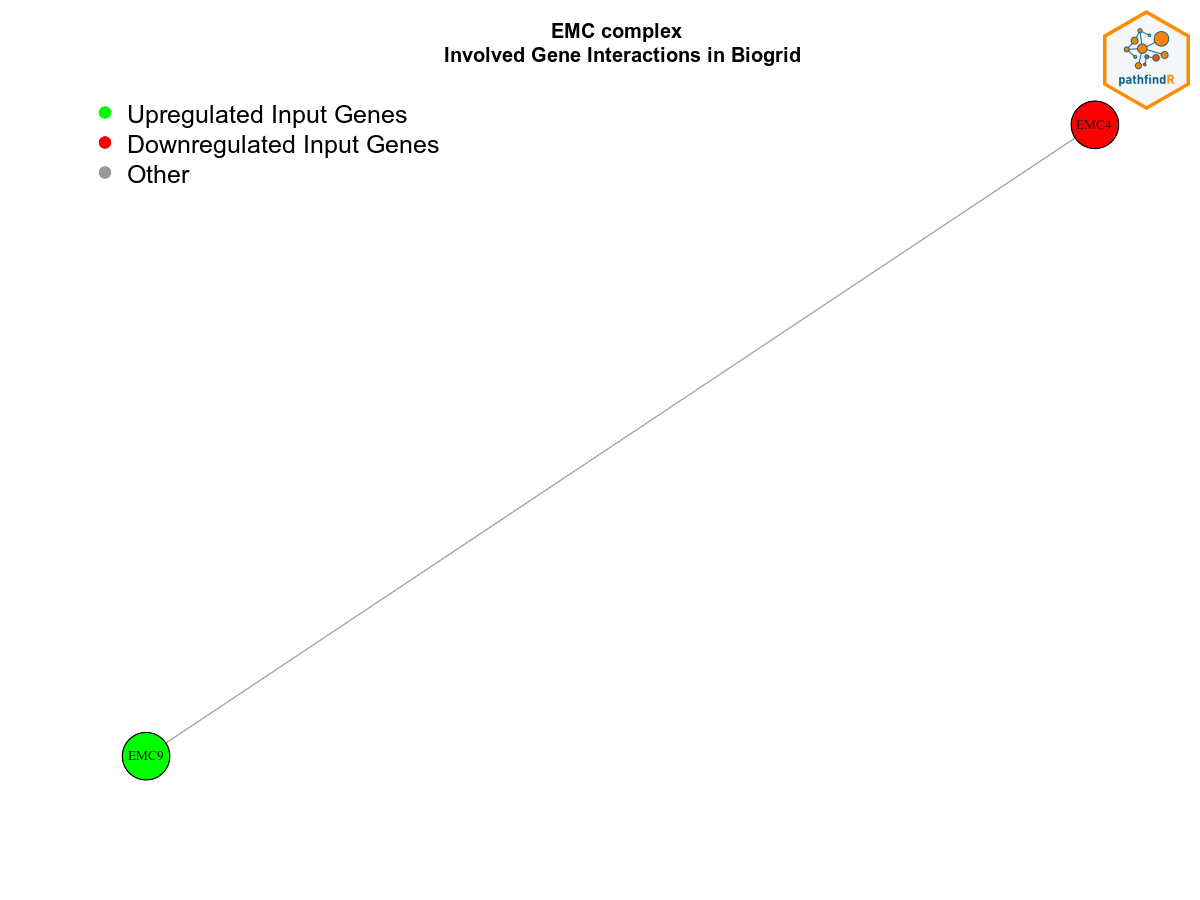 EMC complex
Involved Gene Interactions in Biogrid
pathfindR
Upregulated Input Genes
Downregulated Input Genes
Other
EMC4
EMC9